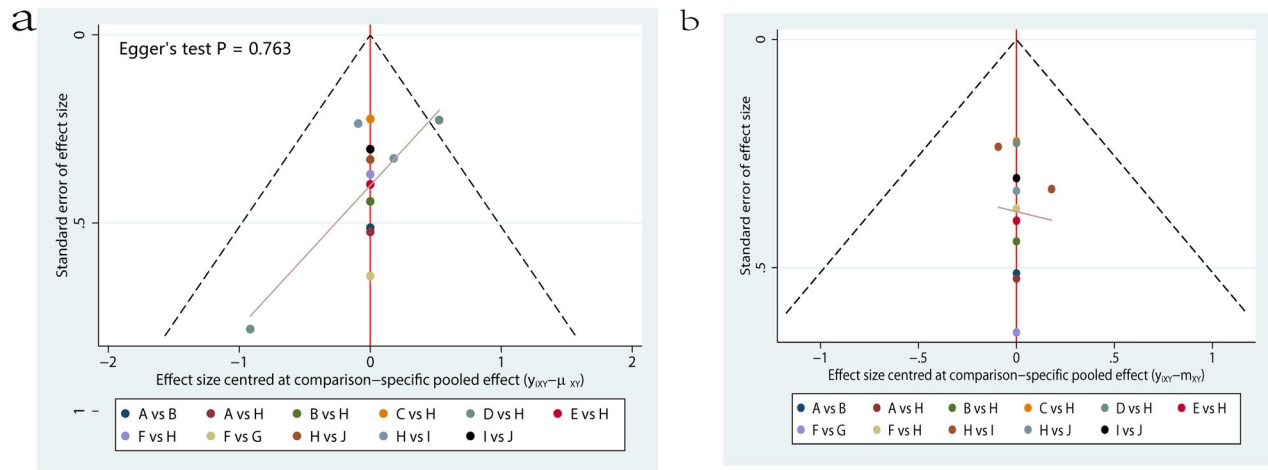 a
Egger's test P = 0.763
Standard error of effect size
0
.5
1
−2
−1
0
1
2
Effect size centred at comparison−specific pooled effect (yiXY−μ XY)
A vs B
A vs H
B vs H
C vs H
D vs H
E vs H
F vs H
F vs G
H vs J
H vs I
I vs J
b
Standard error of effect size
0
.5
−1
−.5
0
.5
1
Effect size centred at comparison−specific pooled effect (yiXY−mXY)
A vs B
A vs H
B vs H
C vs H
D vs H
E vs H
F vs G
F vs H
H vs I
H vs J
I vs J